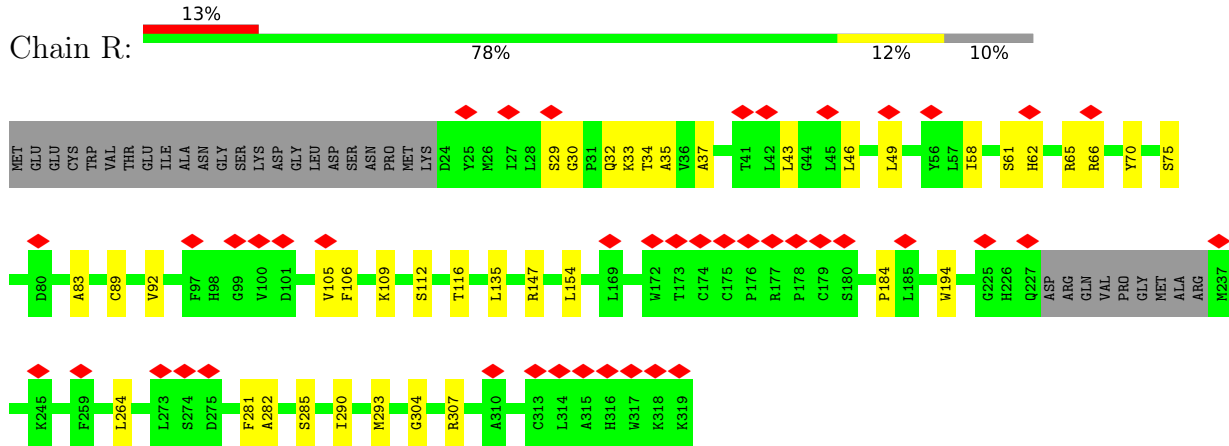 13%
Chain R:
78% 12% 10%
MET GLU GLU CYS TRP VAL THR GLU ILE ALA ASN GLY SER LYS ASP GLY LEU ASP SER ASN PRO MET LYS D24 Y25 M26 I27 L28 S29 G30 P31 Q32 K33 T34 A35 V36 A37 T41 L42 L43 G44 L45 L46 L49 Y56 L57 I58 S61 H62 R65 R66 Y70 S75
D80 A83 C89 V92 F97 H98 G99 V100 D101 V105 F106 K109 S112 T116 L135 R147 L154 L169 W172 T173 C174 C175 P176 R177 P178 C179 S180 P184 L185 W194 G225 H226 Q227 ASP ARG GLN VAL PRO GLY MET ALA ARG M237
K245 F259 L264 L273 S274 D275 F281 A282 S285 I290 M293 G304 R307 A310 C313 L314 A315 H316 W317 K318 K319